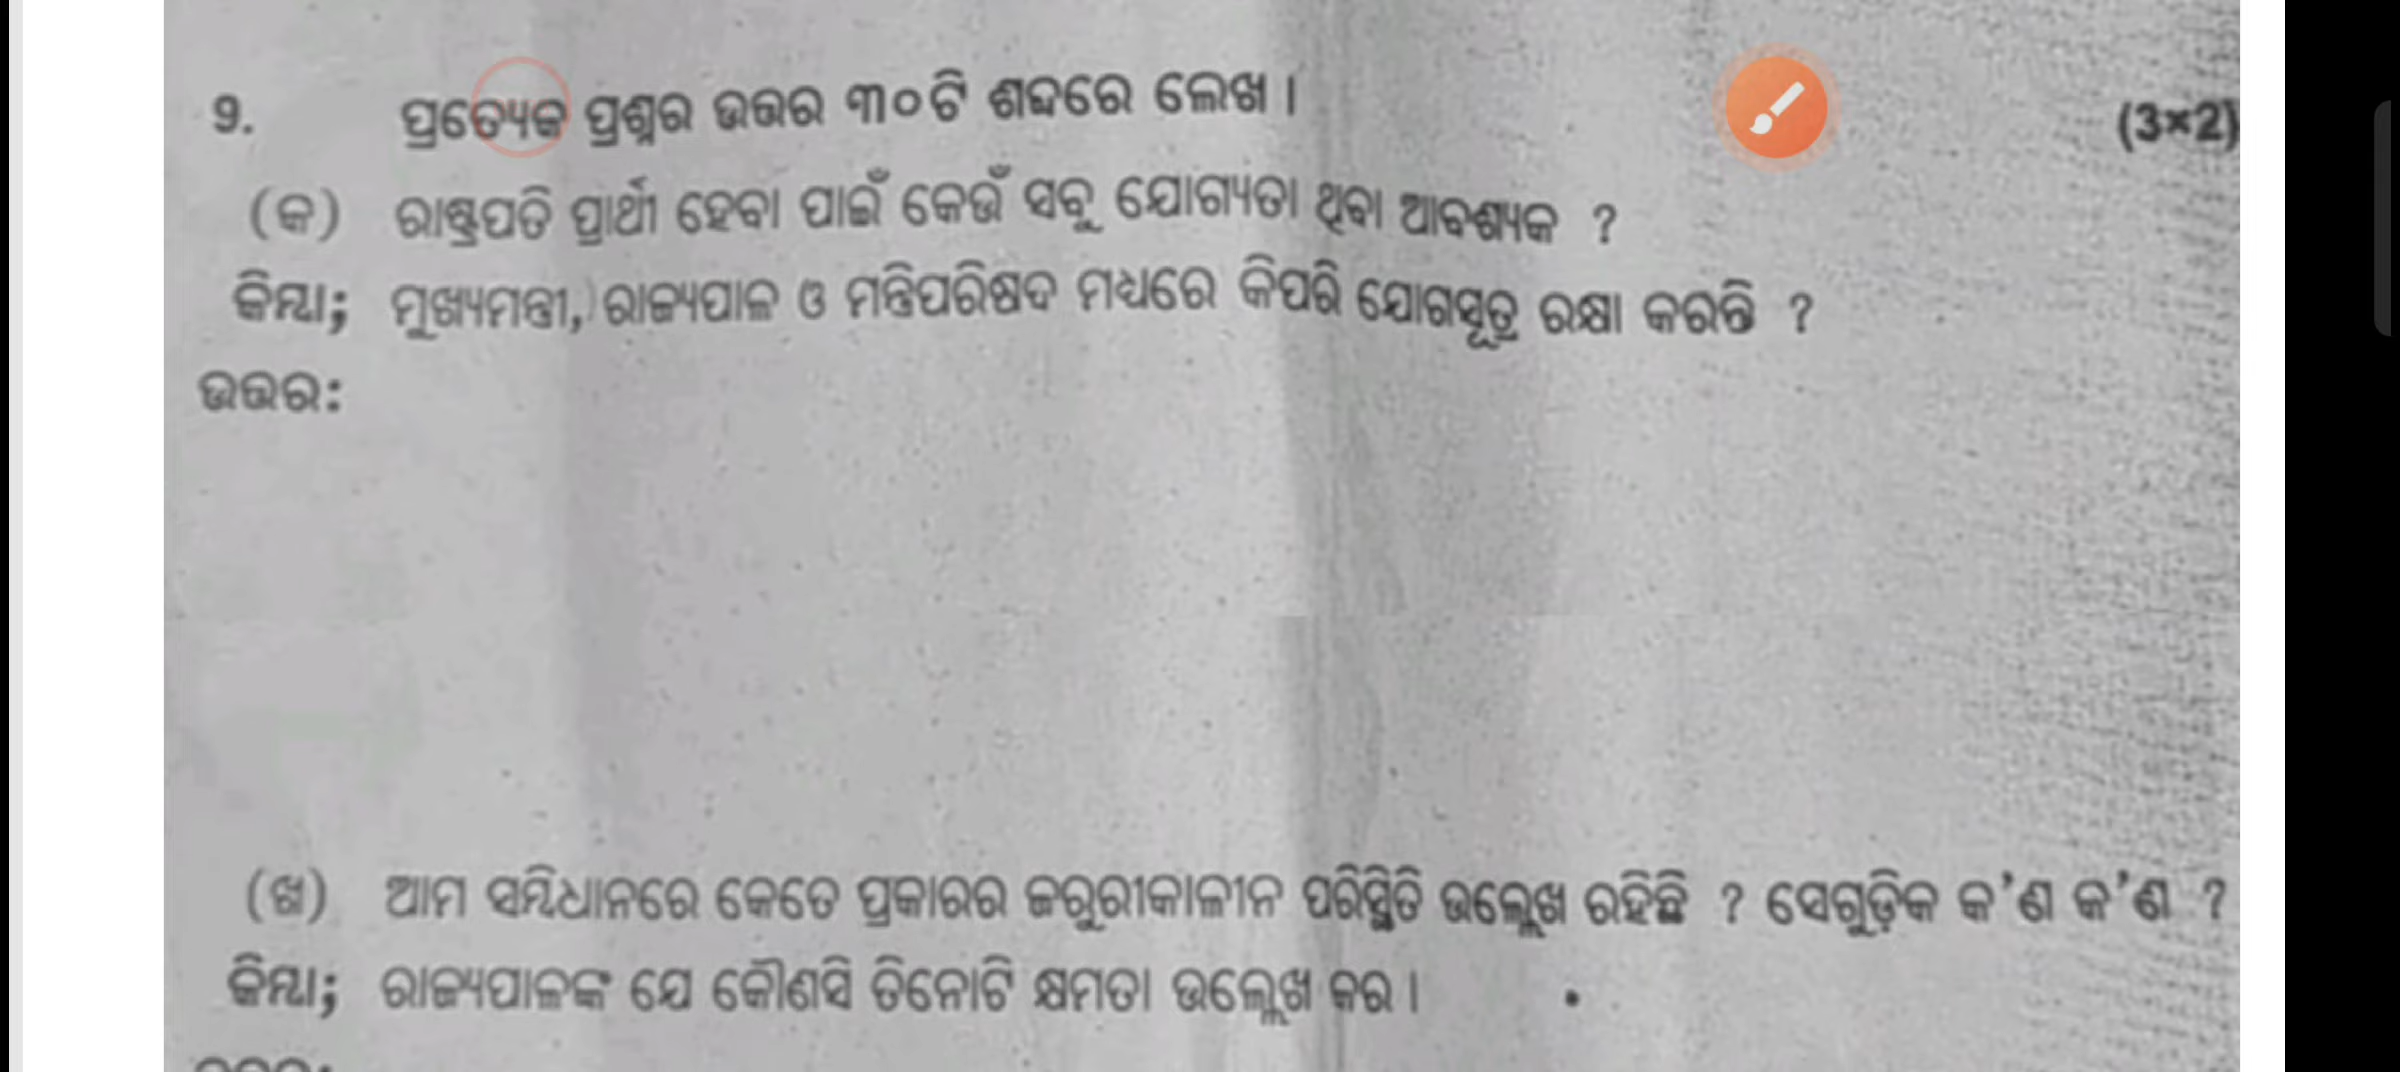 9. ପ୍ରତ୍ୟେକ ପ୍ରଶ୍ନର ଉତ୍ତର ୩୦ଟି ଶବ୍ଦରେ ଲେଖ। (3×2)
(କ) ରାଷ୍ଟ୍ରପତି ପ୍ରାର୍ଥୀ ହେବା ପାଇଁ କେଉଁ ସବୁ ଯୋଗ୍ୟତା ଥିବା ଆବଶ୍ୟକ ?
କିମ୍ବା; ମୁଖ୍ୟମନ୍ତ୍ରୀ, ରାଜ୍ୟପାଳ ଓ ମନ୍ତ୍ରିପରିଷଦ ମଧ୍ୟରେ କିପରି ଯୋଗସୂତ୍ର ରକ୍ଷା କରନ୍ତି ?
ଉତ୍ତର:
(ଖ) ଆମ ସମ୍ବିଧାନରେ କେତେ ପ୍ରକାରର ଜରୁରୀକାଳୀନ ପରିସ୍ଥିତି ଉଲ୍ଲେଖ ରହିଛି ? ସେଗୁଡ଼ିକ କ'ଣ କ'ଣ ?
କିମ୍ବା; ରାଜ୍ୟପାଳଙ୍କ ଯେ କୌଣସି ତିନୋଟି କ୍ଷମତା ଉଲ୍ଲେଖ କର।